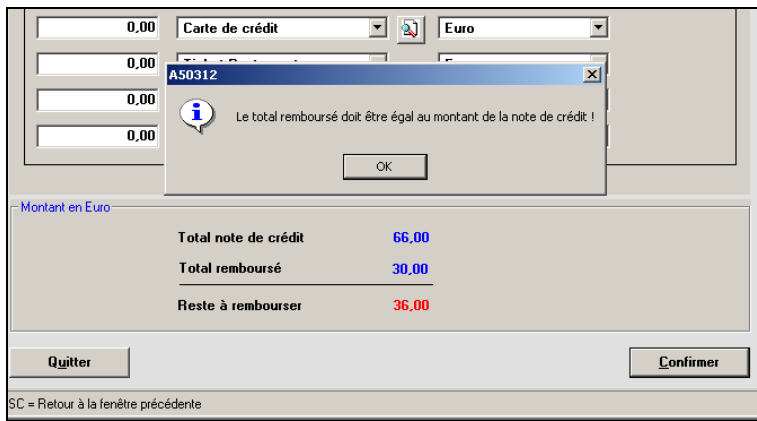 0,00 Carte de crédit Euro
0,00
A50312
0,00
Le total remboursé doit être égal au montant de la note de crédit !
0,00
OK
Montant en Euro
Total note de crédit 66,00
Total remboursé 30,00
Reste à rembourser 36,00
Quitter Confirmer
SC = Retour à la fenêtre précédente